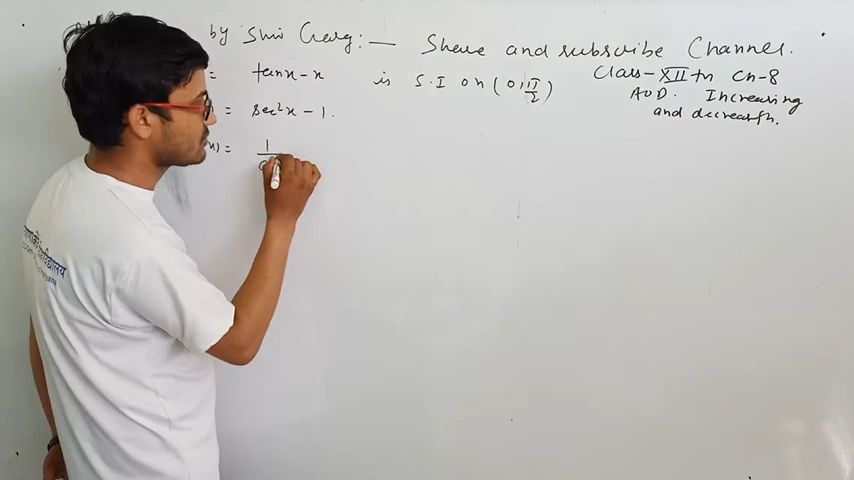 by Shiv Garg:— Share and subscribe Channel.
= tanx - x is S.I on (0, π/2) Class-XII th Ch-8
= sec²x - 1. AOD. Increasing
and decreasing.
x) = 1